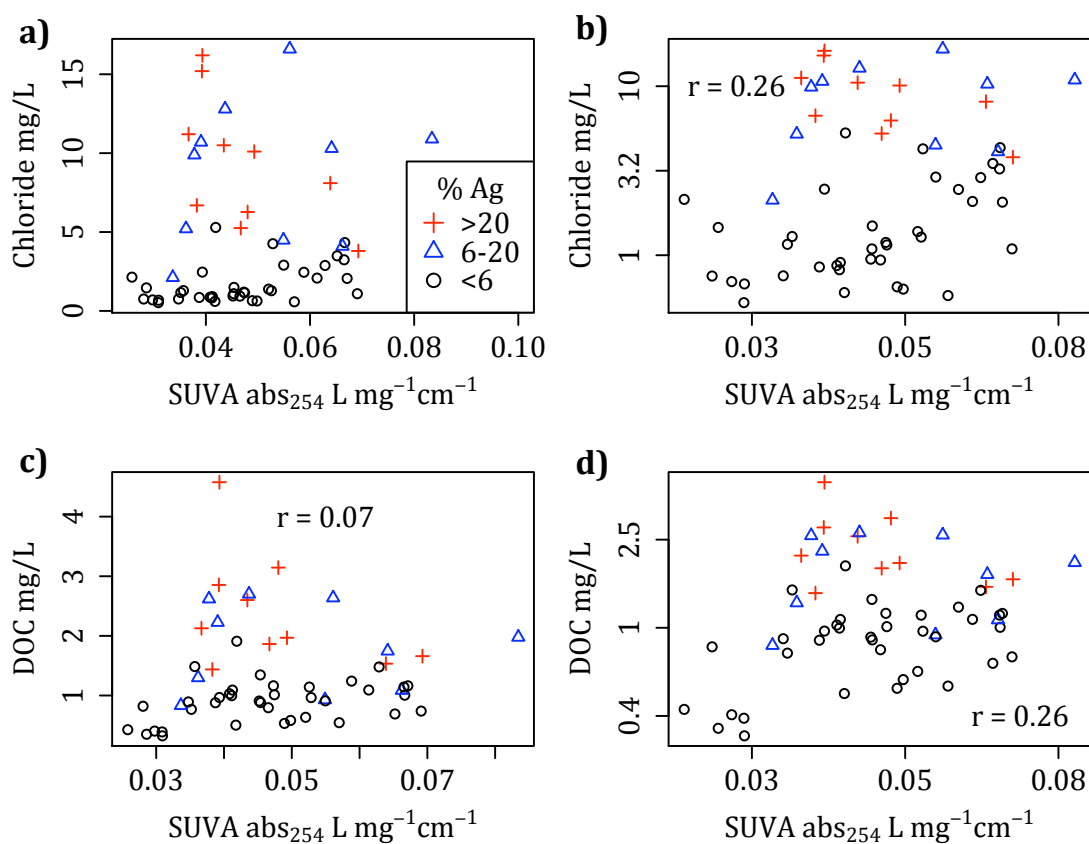 a)
Chloride mg/L
15
10
5
0
0.04
0.06
0.08
0.10
SUVA abs₂₅₄ L mg⁻¹cm⁻¹
% Ag
>20
6-20
<6
b)
Chloride mg/L
10
3.2
1
r = 0.26
0.03
0.05
0.08
SUVA abs₂₅₄ L mg⁻¹cm⁻¹
c)
DOC mg/L
4
3
2
1
r = 0.07
0.03
0.05
0.07
SUVA abs₂₅₄ L mg⁻¹cm⁻¹
d)
DOC mg/L
2.5
1
0.4
r = 0.26
0.03
0.05
0.08
SUVA abs₂₅₄ L mg⁻¹cm⁻¹